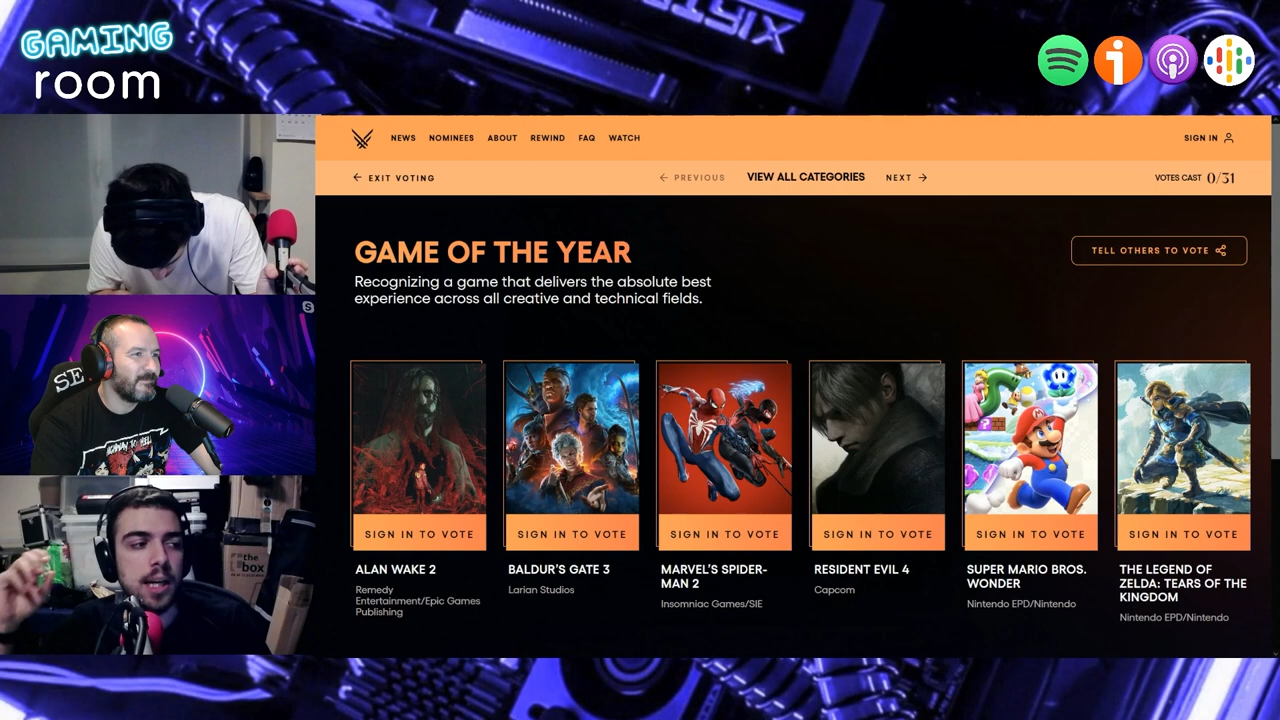 GAMING
room
NEWS NOMINEES ABOUT REWIND FAQ WATCH SIGN IN
EXIT VOTING PREVIOUS VIEW ALL CATEGORIES NEXT VOTES CAST 0/31
GAME OF THE YEAR
TELL OTHERS TO VOTE
Recognizing a game that delivers the absolute best
experience across all creative and technical fields.
SE
the
box
SIGN IN TO VOTE
ALAN WAKE 2
Remedy
Entertainment/Epic Games
Publishing
SIGN IN TO VOTE
BALDUR'S GATE 3
Larian Studios
SIGN IN TO VOTE
MARVEL'S SPIDER-
MAN 2
Insomniac Games/SIE
SIGN IN TO VOTE
RESIDENT EVIL 4
Capcom
SIGN IN TO VOTE
SUPER MARIO BROS.
WONDER
Nintendo EPD/Nintendo
SIGN IN TO VOTE
THE LEGEND OF
ZELDA: TEARS OF THE
KINGDOM
Nintendo EPD/Nintendo